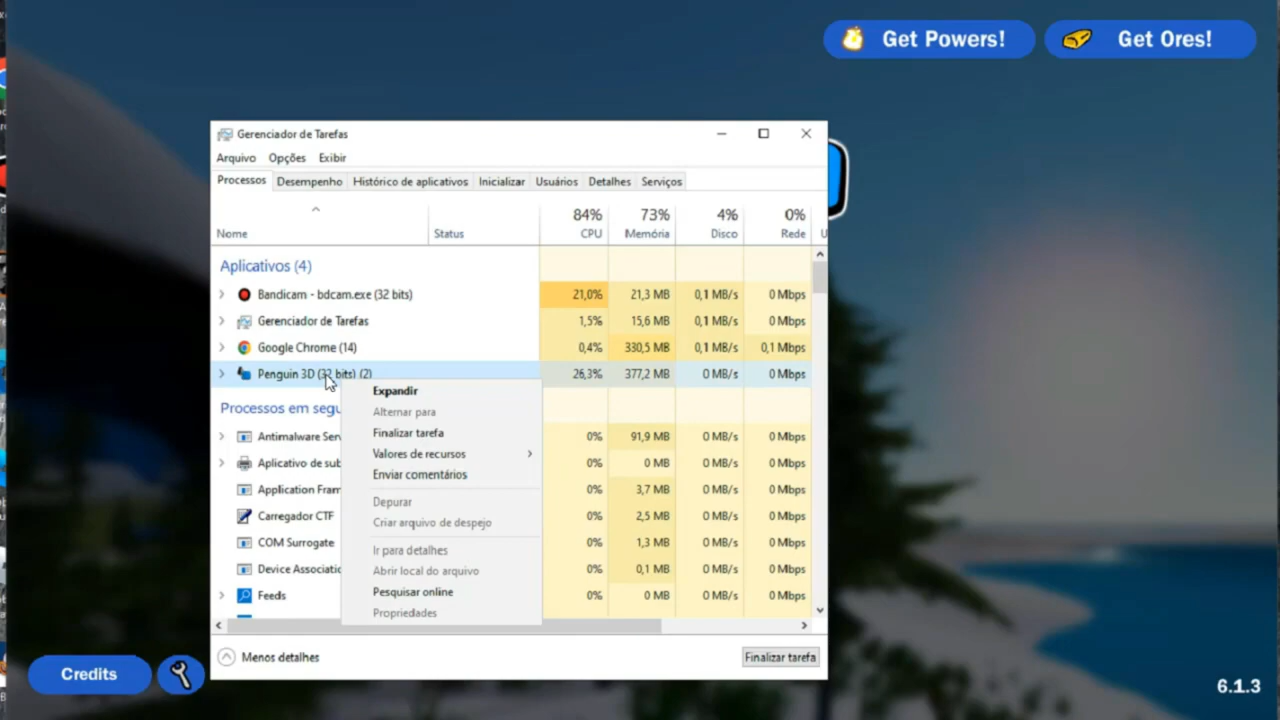 Get Powers!
Get Ores!
Gerenciador de Tarefas
Arquivo Opções Exibir
Processos Desempenho Histórico de aplicativos Inicializar Usuários Detalhes Serviços
84% 73% 4% 0%
Nome Status CPU Memória Disco Rede U
Aplicativos (4)
Bandicam - bdcam.exe (32 bits) 21,0% 21,3 MB 0,1 MB/s 0 Mbps
Gerenciador de Tarefas 1,5% 15,6 MB 0,1 MB/s 0 Mbps
Google Chrome (14) 0,4% 330,5 MB 0,1 MB/s 0,1 Mbps
Penguin 3D (32 bits) (2) 26,3% 377,2 MB 0 MB/s 0 Mbps
Expandir
Alternar para
Finalizar tarefa
Valores de recursos
Enviar comentários
Depurar
Criar arquivo de despejo
Ir para detalhes
Abrir local do arquivo
Pesquisar online
Propriedades
Processos em segu
Antimalware Serv 0% 91,9 MB 0 MB/s 0 Mbps
Aplicativo de sub 0% 0 MB 0 MB/s 0 Mbps
Application Fram 0% 3,7 MB 0 MB/s 0 Mbps
Carregador CTF 0% 2,5 MB 0 MB/s 0 Mbps
COM Surrogate 0% 1,3 MB 0 MB/s 0 Mbps
Device Associatio 0% 0,1 MB 0 MB/s 0 Mbps
Feeds 0% 0 MB 0 MB/s 0 Mbps
Menos detalhes
Finalizar tarefa
Credits
6.1.3